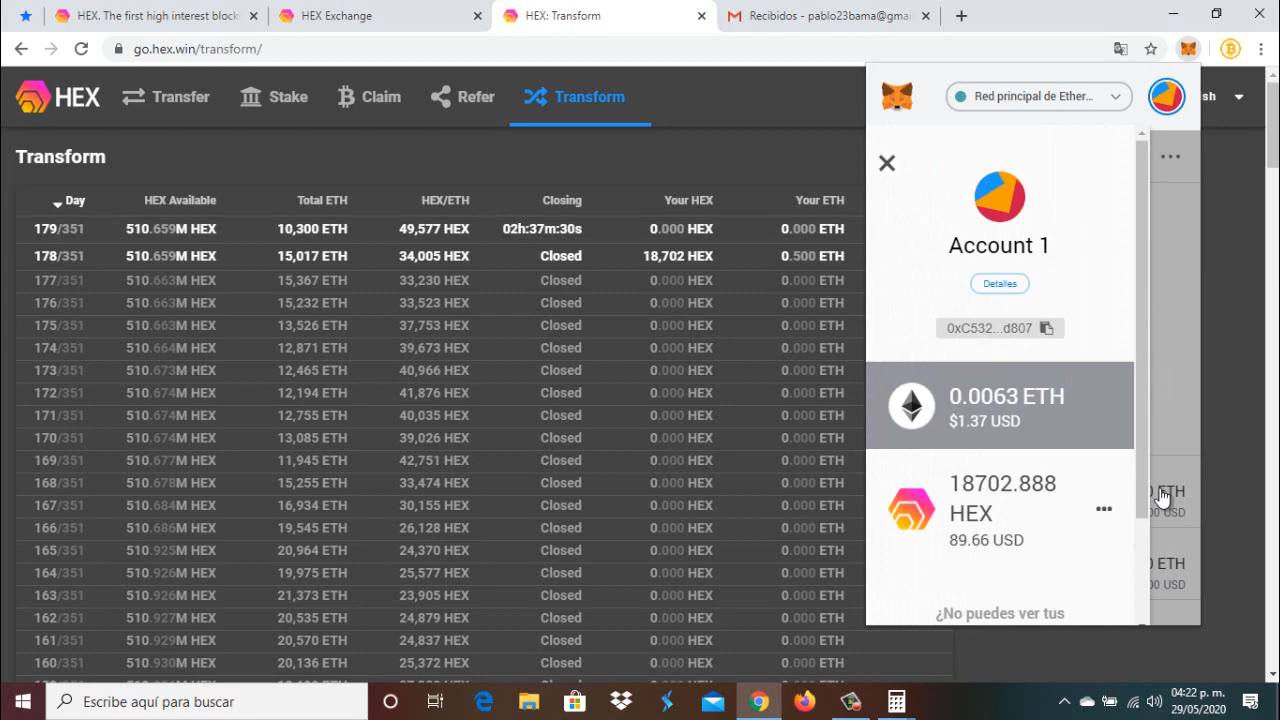 HEX. The first high interest block
HEX Exchange
HEX: Transform
Recibidos - pablo23bama@gmai
go.hex.win/transform/
HEX
Transfer
Stake
Claim
Refer
Transform
Red principal de Ether...
sh
Transform
Day HEX Available Total ETH HEX/ETH Closing Your HEX Your ETH
179/351 510.659M HEX 10,300 ETH 49,577 HEX 02h:37m:30s 0.000 HEX 0.000 ETH
178/351 510.659M HEX 15,017 ETH 34,005 HEX Closed 18,702 HEX 0.500 ETH
177/351 510.663M HEX 15,367 ETH 33,230 HEX Closed 0.000 HEX 0.000 ETH
176/351 510.663M HEX 15,232 ETH 33,523 HEX Closed 0.000 HEX 0.000 ETH
175/351 510.663M HEX 13,526 ETH 37,753 HEX Closed 0.000 HEX 0.000 ETH
174/351 510.664M HEX 12,871 ETH 39,673 HEX Closed 0.000 HEX 0.000 ETH
173/351 510.673M HEX 12,465 ETH 40,966 HEX Closed 0.000 HEX 0.000 ETH
172/351 510.674M HEX 12,194 ETH 41,876 HEX Closed 0.000 HEX 0.000 ETH
171/351 510.674M HEX 12,755 ETH 40,035 HEX Closed 0.000 HEX 0.000 ETH
170/351 510.674M HEX 13,085 ETH 39,026 HEX Closed 0.000 HEX 0.000 ETH
169/351 510.677M HEX 11,945 ETH 42,751 HEX Closed 0.000 HEX 0.000 ETH
168/351 510.678M HEX 15,255 ETH 33,474 HEX Closed 0.000 HEX 0.000 ETH
167/351 510.684M HEX 16,934 ETH 30,155 HEX Closed 0.000 HEX 0.000 ETH
166/351 510.686M HEX 19,545 ETH 26,128 HEX Closed 0.000 HEX 0.000 ETH
165/351 510.925M HEX 20,964 ETH 24,370 HEX Closed 0.000 HEX 0.000 ETH
164/351 510.926M HEX 19,975 ETH 25,577 HEX Closed 0.000 HEX 0.000 ETH
163/351 510.926M HEX 21,373 ETH 23,905 HEX Closed 0.000 HEX 0.000 ETH
162/351 510.927M HEX 20,535 ETH 24,879 HEX Closed 0.000 HEX 0.000 ETH
161/351 510.929M HEX 20,570 ETH 24,837 HEX Closed 0.000 HEX 0.000 ETH
160/351 510.930M HEX 20,136 ETH 25,372 HEX Closed 0.000 HEX 0.000 ETH
Account 1
Detalles
0xC532...d807
0.0063 ETH
$1.37 USD
18702.888
HEX
89.66 USD
¿No puedes ver tus
0 ETH
00 USD
0 ETH
00 USD
Escribe aquí para buscar
04:22 p. m.
29/05/2020